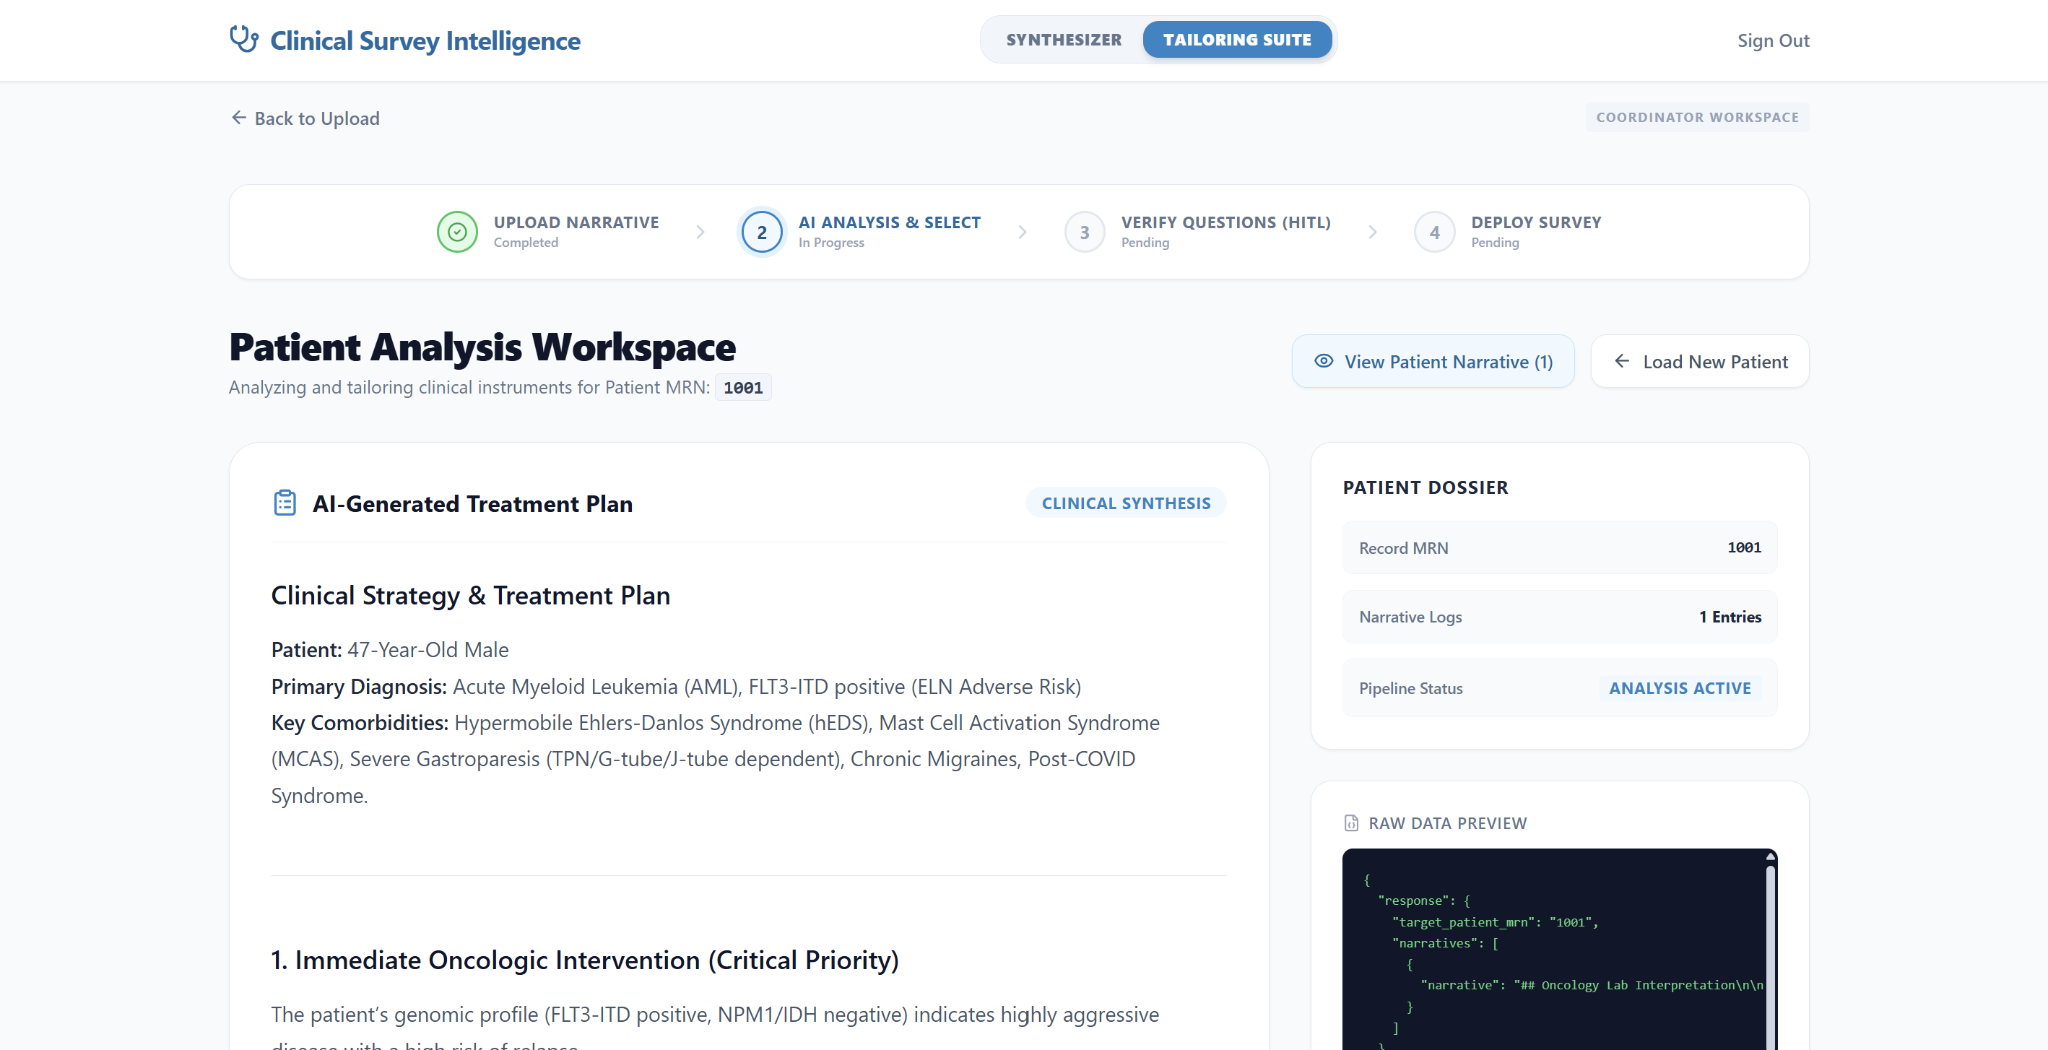 Clinical Survey Intelligence
SYNTHESIZER
TAILORING SUITE
Sign Out
Back to Upload
COORDINATOR WORKSPACE
UPLOAD NARRATIVE
Completed
2
AI ANALYSIS & SELECT
In Progress
3
VERIFY QUESTIONS (HITL)
Pending
4
DEPLOY SURVEY
Pending
Patient Analysis Workspace
Analyzing and tailoring clinical instruments for Patient MRN: 1001
View Patient Narrative (1)
Load New Patient
AI-Generated Treatment Plan
CLINICAL SYNTHESIS
Clinical Strategy & Treatment Plan
Patient: 47-Year-Old Male
Primary Diagnosis: Acute Myeloid Leukemia (AML), FLT3-ITD positive (ELN Adverse Risk)
Key Comorbidities: Hypermobile Ehlers-Danlos Syndrome (hEDS), Mast Cell Activation Syndrome
(MCAS), Severe Gastroparesis (TPN/G-tube/J-tube dependent), Chronic Migraines, Post-COVID
Syndrome.
1. Immediate Oncologic Intervention (Critical Priority)
The patient’s genomic profile (FLT3-ITD positive, NPM1/IDH negative) indicates highly aggressive
disease with a high risk of relapse.
PATIENT DOSSIER
Record MRN
1001
Narrative Logs
1 Entries
Pipeline Status
ANALYSIS ACTIVE
RAW DATA PREVIEW
{
"response": {
"target_patient_mrn": "1001",
"narratives": [
{
"narrative": "## Oncology Lab Interpretation\n\n
}
]
}